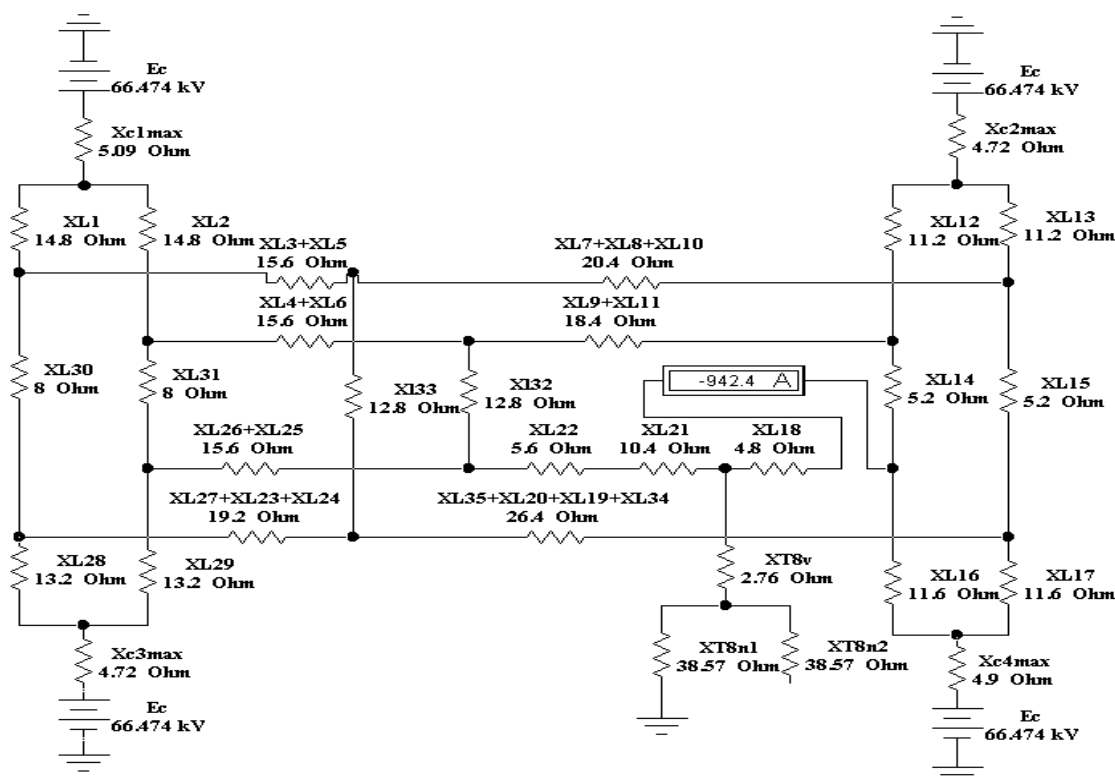 Ec
66.474 kV
Xc1max
5.09 Ohm
Ec
66.474 kV
Xc2max
4.72 Ohm
XL1
14.8 Ohm
XL2
14.8 Ohm
XL3+XL5
15.6 Ohm
XL7+XL8+XL10
20.4 Ohm
XL12
11.2 Ohm
XL13
11.2 Ohm
XL4+XL6
15.6 Ohm
XL9+XL11
18.4 Ohm
XL30
8 Ohm
XL31
8 Ohm
Xl33
12.8 Ohm
Xl32
12.8 Ohm
-942.4 A
XL14
5.2 Ohm
XL15
5.2 Ohm
XL26+XL25
15.6 Ohm
XL22
5.6 Ohm
XL21
10.4 Ohm
XL18
4.8 Ohm
XL27+XL23+XL24
19.2 Ohm
XL35+XL20+XL19+XL34
26.4 Ohm
XL28
13.2 Ohm
XL29
13.2 Ohm
XT8v
2.76 Ohm
XL16
11.6 Ohm
XL17
11.6 Ohm
Xc3max
4.72 Ohm
XT8n1
38.57 Ohm
XT8n2
38.57 Ohm
Xc4max
4.9 Ohm
Ec
66.474 kV
Ec
66.474 kV